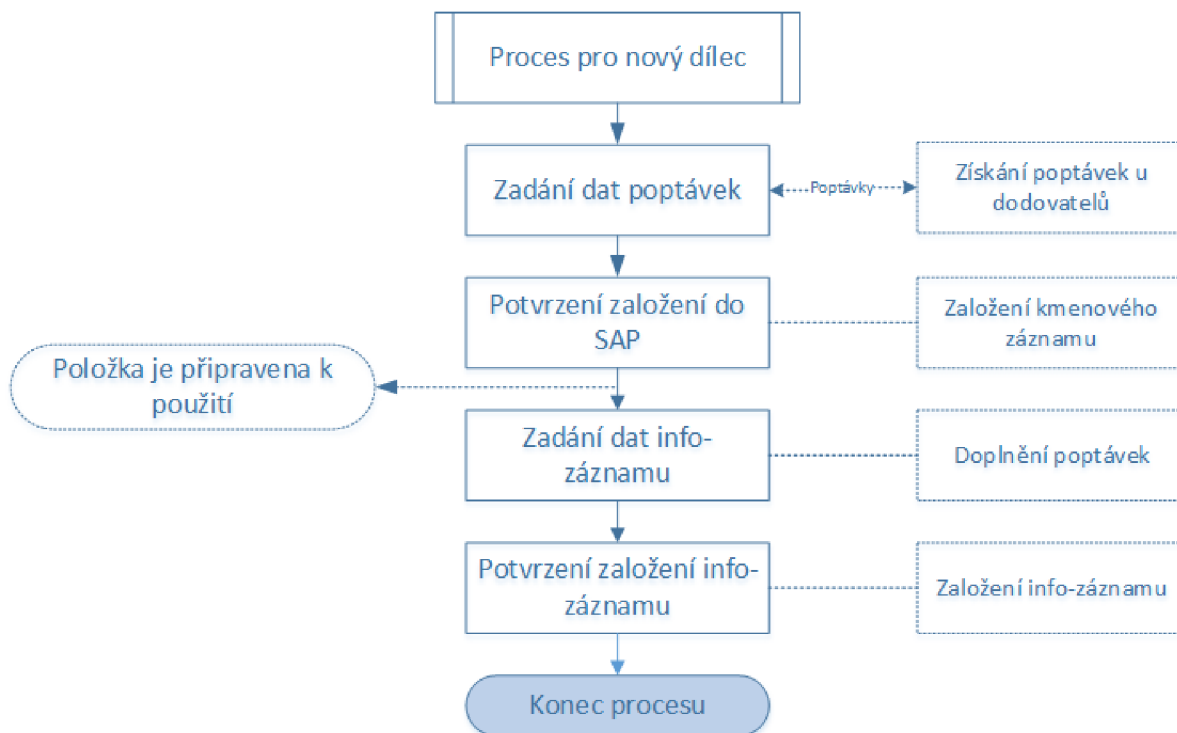 Proces pro nový dílec
Zadání dat poptávek
Poptávky
Získání poptávek u
dodovatelů
Potvrzení založení do
SAP
Založení kmenového
záznamu
Položka je připravena k
použití
Zadání dat info-
záznamu
Doplnění poptávek
Potvrzení založení info-
záznamu
Založení info-záznamu
Konec procesu